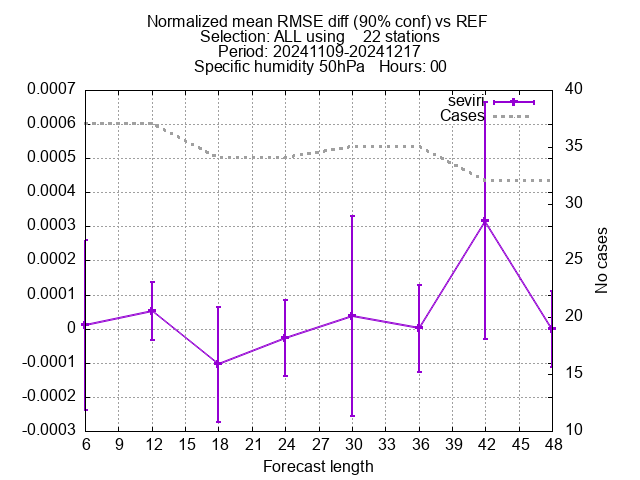 Normalized mean RMSE diff (90% conf) vs REF
Selection: ALL using    22 stations
Period: 20241109-20241217
Specific humidity 50hPa   Hours: 00
seviri
Cases
0.0007
0.0006
0.0005
0.0004
0.0003
0.0002
0.0001
0
-0.0001
-0.0002
-0.0003
40
35
30
25
20
15
10
No cases
6 9 12 15 18 21 24 27 30 33 36 39 42 45 48
Forecast length